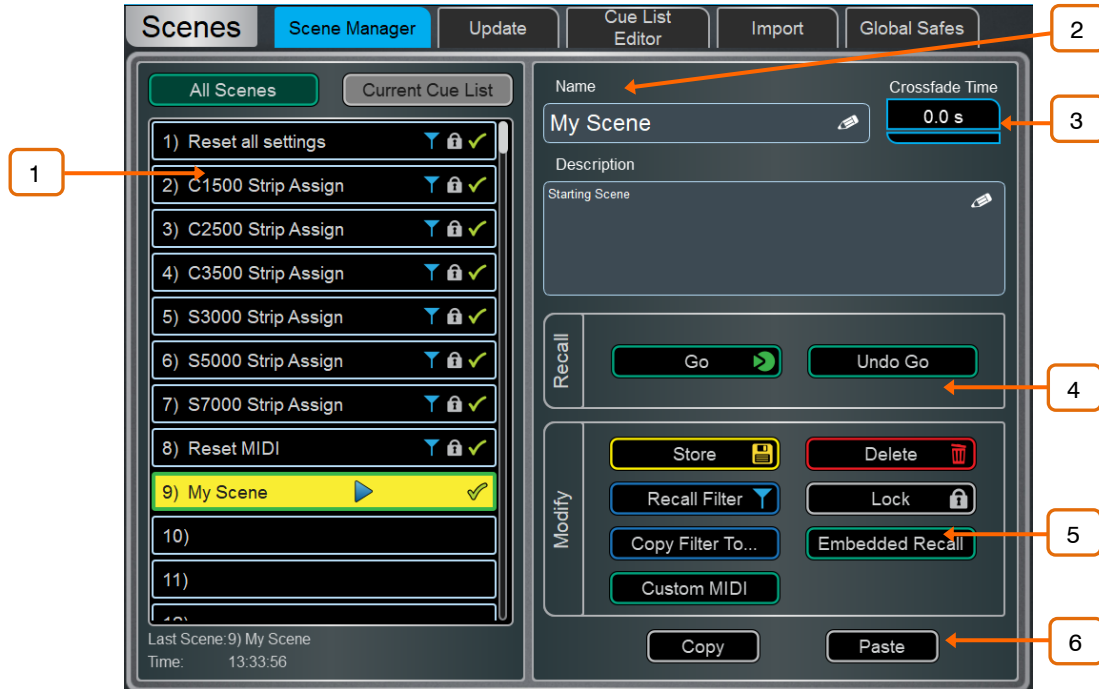 Scenes
Scene Manager
Update
Cue List
Editor
Import
Global Safes
All Scenes
Current Cue List
1) Reset all settings
2) C1500 Strip Assign
3) C2500 Strip Assign
4) C3500 Strip Assign
5) S3000 Strip Assign
6) S5000 Strip Assign
7) S7000 Strip Assign
8) Reset MIDI
9) My Scene
10)
11)
Last Scene:9) My Scene
Time: 13:33:56
Name
Crossfade Time
My Scene
0.0 s
Description
Starting Scene
Recall
Go
Undo Go
Modify
Store
Delete
Recall Filter
Lock
Copy Filter To...
Embedded Recall
Custom MIDI
Copy
Paste
1
2
3
4
5
6